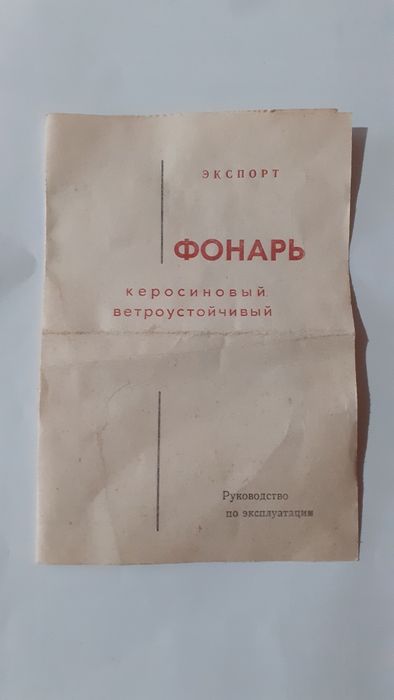 ЭКСПОРТ
ФОНАРЬ
керосиновый
ветроустойчивый
Руководство
по эксплуатации